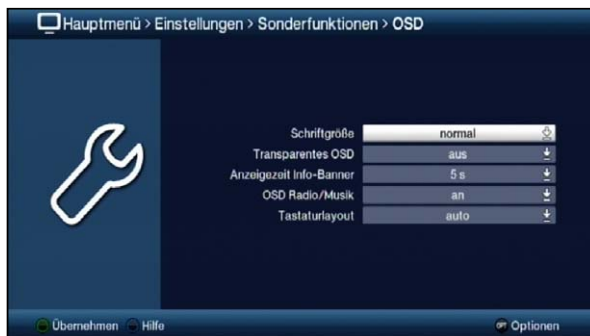 Hauptmenü > Einstellungen > Sonderfunktionen > OSD
Schriftgröße normal
Transparentes OSD aus
Anzeigezeit Info-Banner 5 s
OSD Radio/Musik an
Tastaturlayout auto
Übernehmen Hilfe OPT Optionen